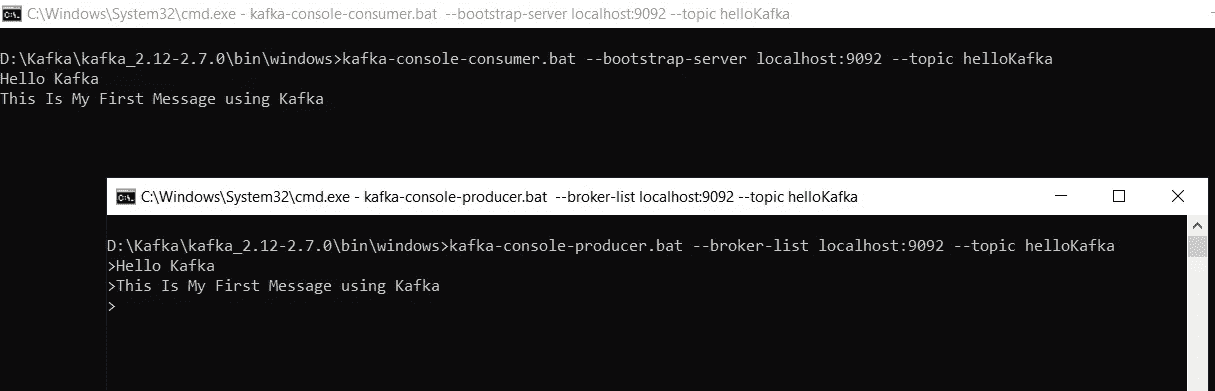 C:\Windows\System32\cmd.exe - kafka-console-consumer.bat  --bootstrap-server localhost:9092 --topic helloKafka
D:\Kafka\kafka_2.12-2.7.0\bin\windows>kafka-console-consumer.bat --bootstrap-server localhost:9092 --topic helloKafka
Hello Kafka
This Is My First Message using Kafka
C:\Windows\System32\cmd.exe - kafka-console-producer.bat  --broker-list localhost:9092 --topic helloKafka
D:\Kafka\kafka_2.12-2.7.0\bin\windows>kafka-console-producer.bat --broker-list localhost:9092 --topic helloKafka
>Hello Kafka
>This Is My First Message using Kafka
>